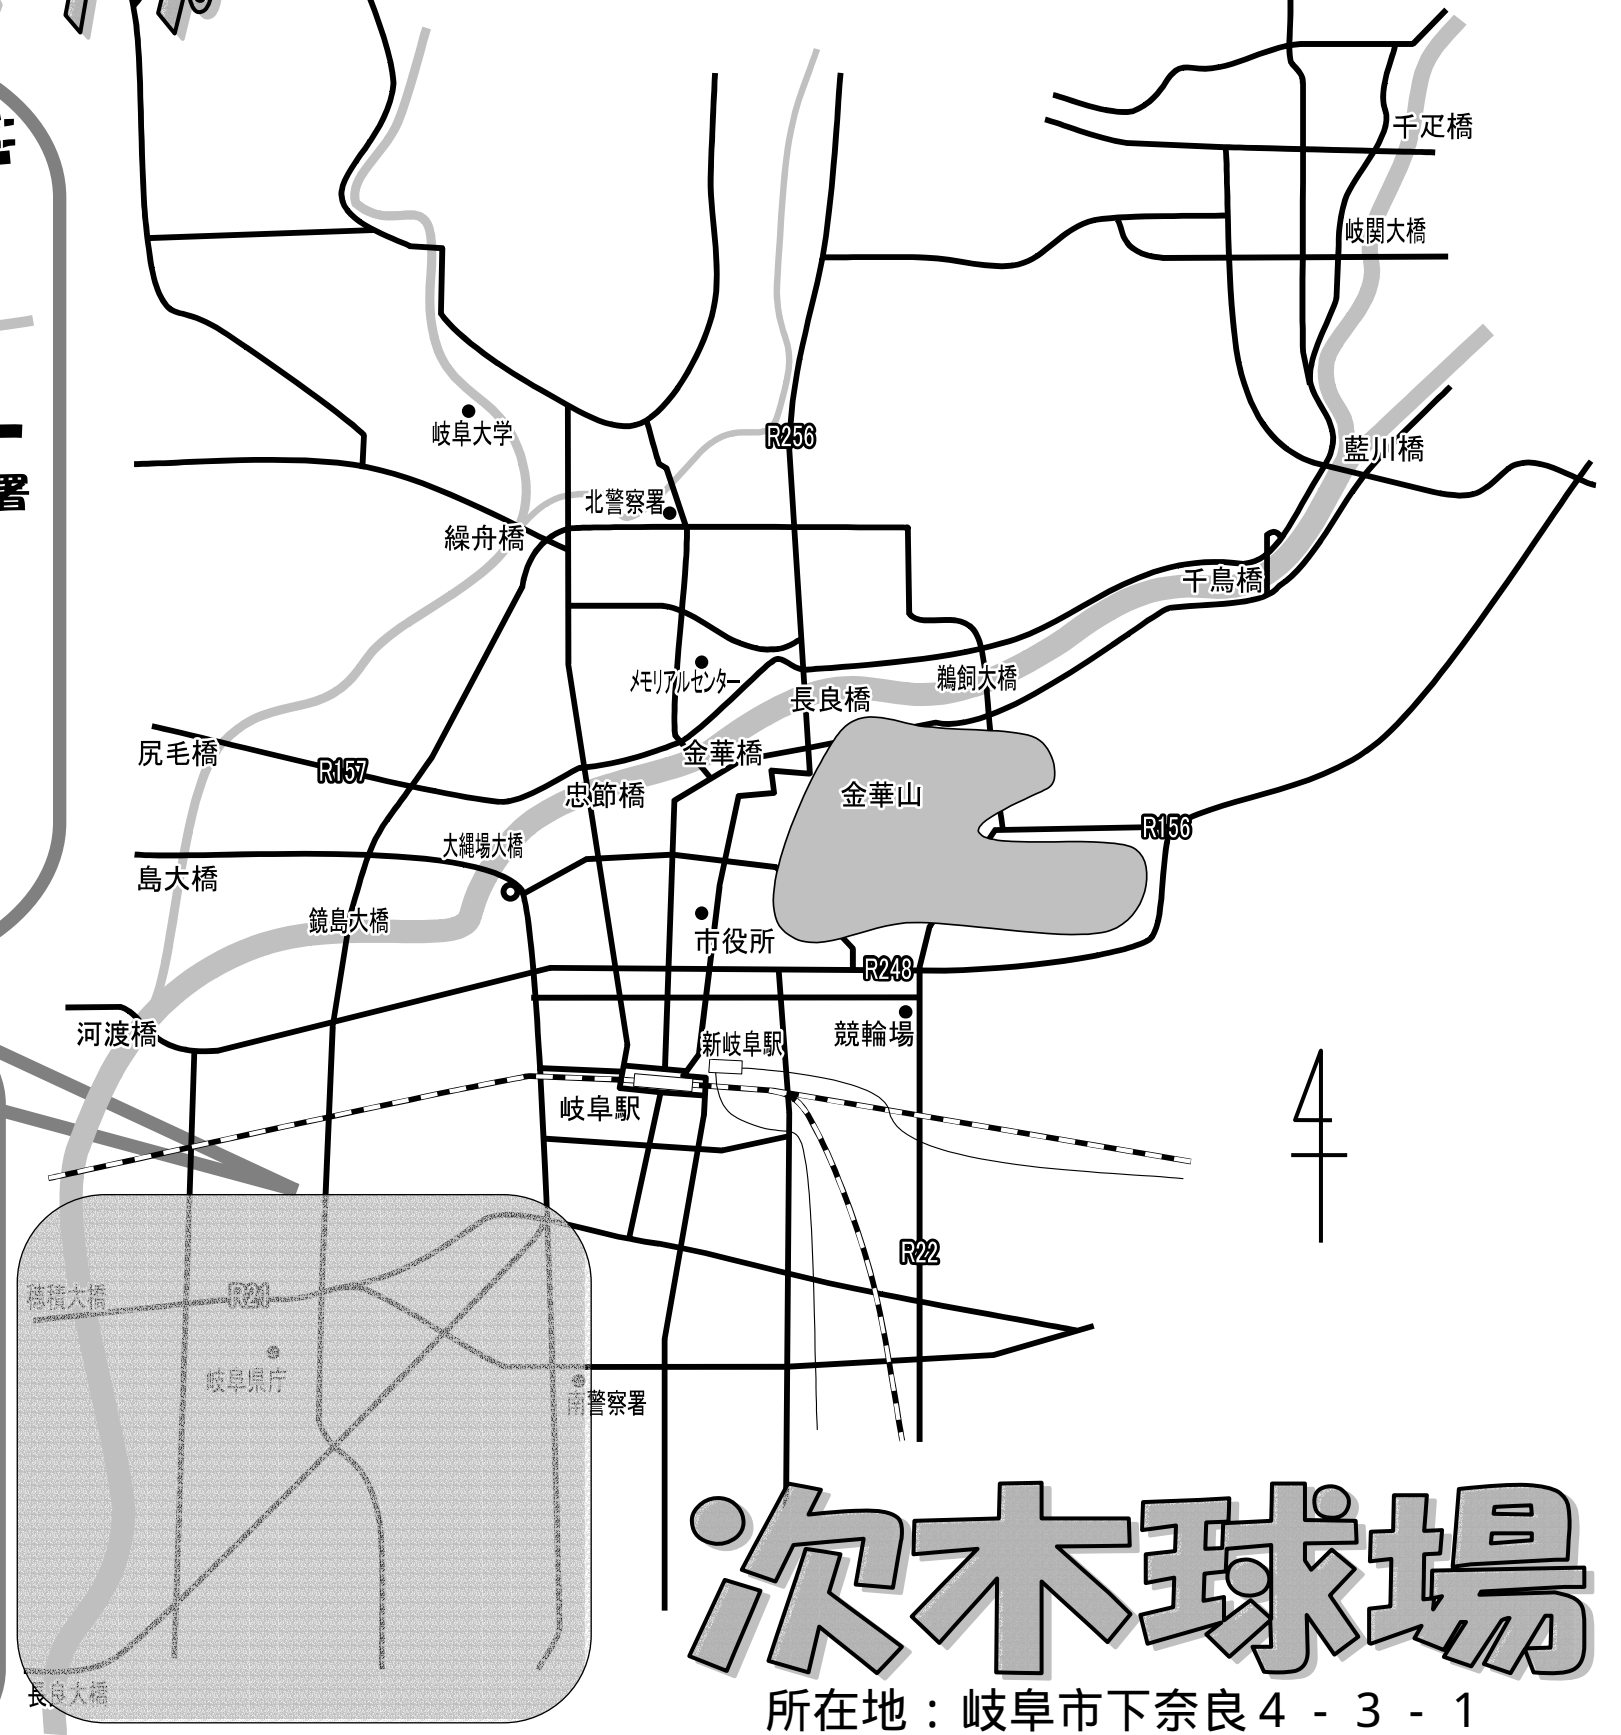 千疋橋
岐関大橋
岐阜大学
R256
藍川橋
北警察署
繰舟橋
千鳥橋
メモリアルセンター
鵜飼大橋
長良橋
尻毛橋
R157
金華橋
忠節橋
金華山
R156
大縄場大橋
島大橋
鏡島大橋
市役所
R248
河渡橋
新岐阜駅
競輪場
岐阜駅
R22
穂積大橋
R21
岐阜県庁
南警察署
次木球場
長良大橋
所在地：岐阜市下奈良４-３-１